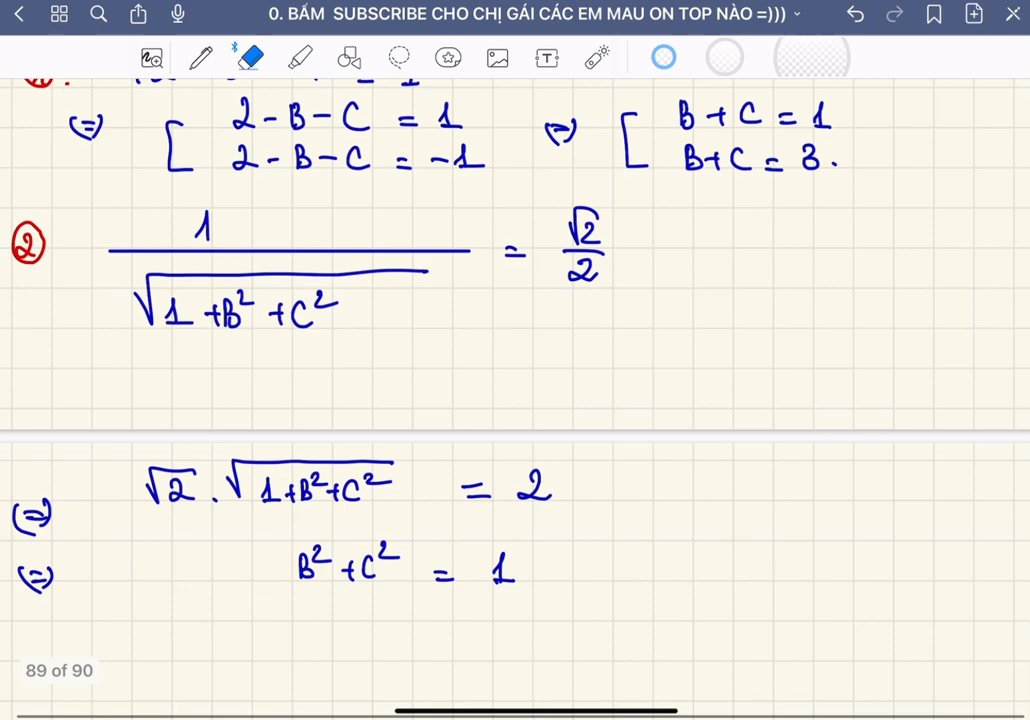 0. BẤM SUBSCRIBE CHO CHỊ GÁI CÁC EM MAU ON TOP NÀO =)))
(=) [ 2 - B - C = 1 (=) [ B + C = 1
2 - B - C = -1 B + C = 3.
② 1 / √(1 + B² + C²) = √2 / 2
(=) √2 . √(1 + B² + C²) = 2
(=) B² + C² = 1
89 of 90